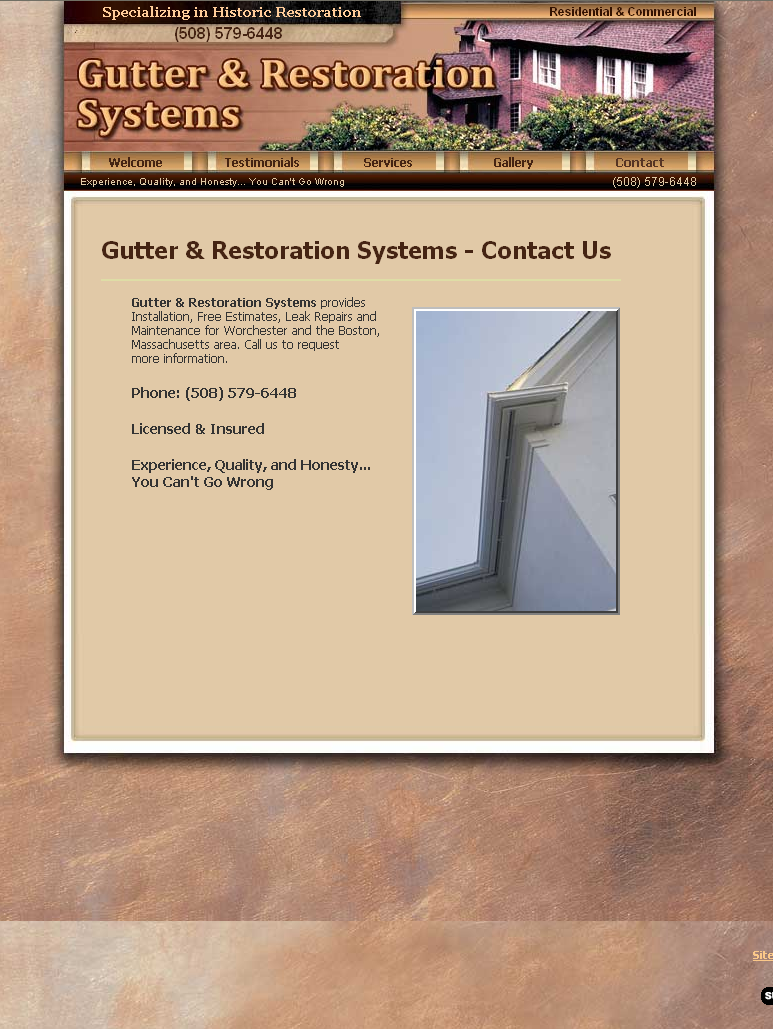 Specializing in Historic Restoration
Residential & Commercial
(508) 579-6448
Gutter & Restoration
Systems
Welcome
Testimonials
Services
Gallery
Contact
Experience, Quality, and Honesty... You Can't Go Wrong
(508) 579-6448
Gutter & Restoration Systems - Contact Us
Gutter & Restoration Systems provides
Installation, Free Estimates, Leak Repairs and
Maintenance for Worchester and the Boston,
Massachusetts area. Call us to request
more information.
Phone: (508) 579-6448
Licensed & Insured
Experience, Quality, and Honesty...
You Can't Go Wrong
Site